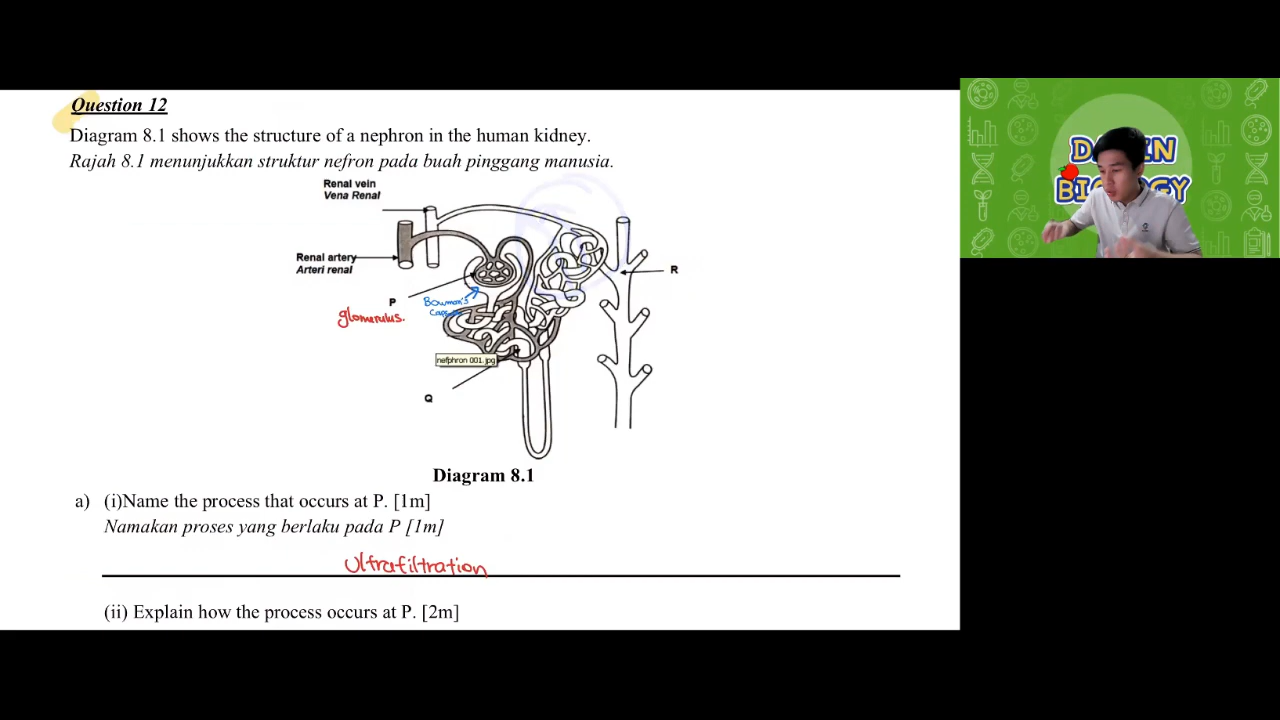 Question 12
Diagram 8.1 shows the structure of a nephron in the human kidney.
Rajah 8.1 menunjukkan struktur nefron pada buah pinggang manusia.
Renal vein
Vena Renal
Renal artery
Arteri renal
R
P
Bowman's
glomerulus.
nefphron 001.jpg
Q
Diagram 8.1
a) (i)Name the process that occurs at P. [1m]
Namakan proses yang berlaku pada P [1m]
Ultrafiltration
(ii) Explain how the process occurs at P. [2m]